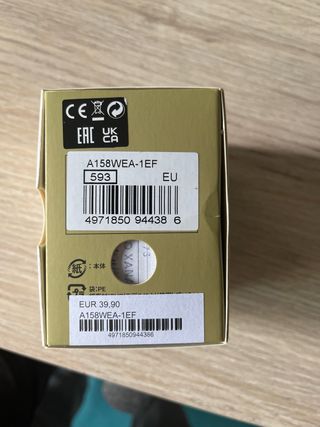 CE
EAC
UK
CA
A158WEA-1EF
593 EU
4971850 94438 6
紙 :本体
袋:PE
EUR 39,90
A158WEA-1EF
4971850944386